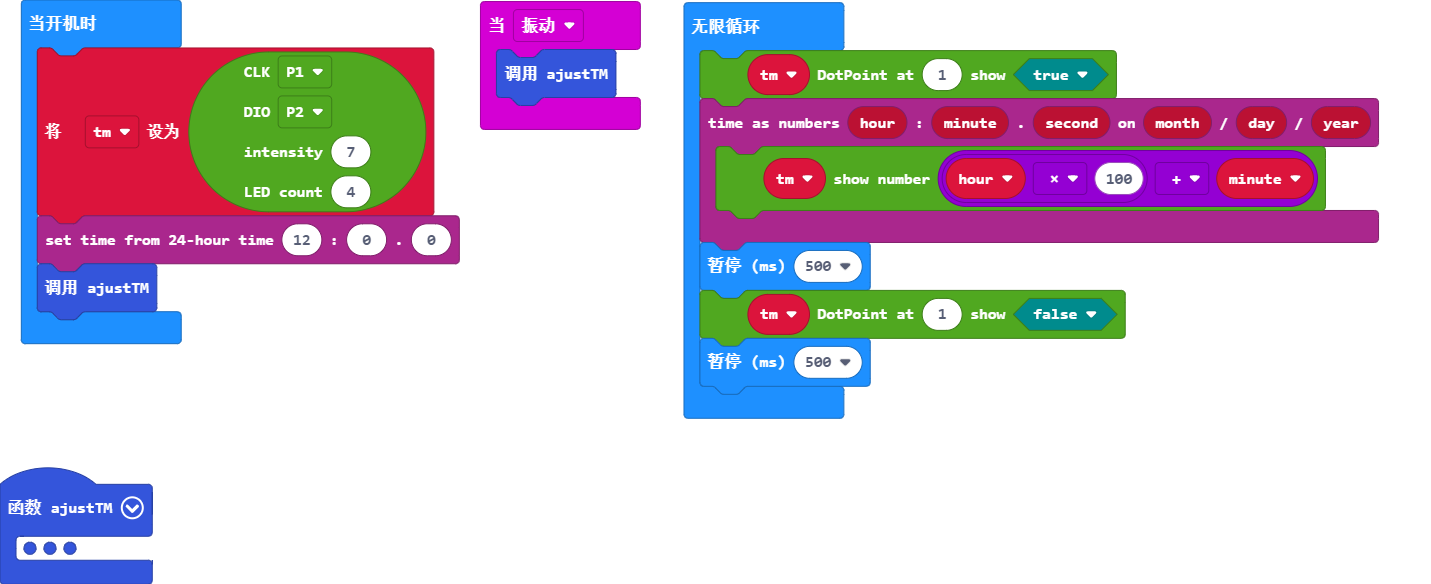 当开机时
将 tm 设为
CLK P1
DIO P2
intensity 7
LED count 4
set time from 24-hour time 12 : 0 . 0
调用 ajustTM
当 振动
调用 ajustTM
无限循环
tm DotPoint at 1 show true
time as numbers hour : minute . second on month / day / year
tm show number hour × 100 + minute
暂停 (ms) 500
tm DotPoint at 1 show false
暂停 (ms) 500
函数 ajustTM